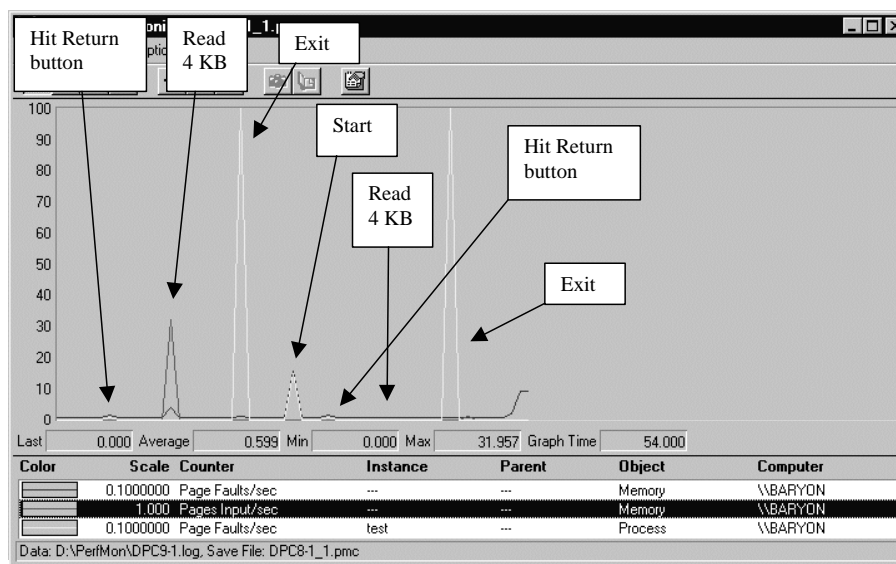 Hit Return
button
Read
4 KB
Exit
Start
Hit Return
button
Read
4 KB
Exit
100
90
80
70
60
50
40
30
20
10
0
Last 0.000 Average 0.599 Min 0.000 Max 31.957 Graph Time 54.000
Color Scale Counter Instance Parent Object Computer
0.1000000 Page Faults/sec --- --- Memory \\BARYON
1.000 Pages Input/sec --- --- Memory \\BARYON
0.1000000 Page Faults/sec test --- Process \\BARYON
Data: D:\PerfMon\DPC9-1.log, Save File: DPC8-1_1.pmc